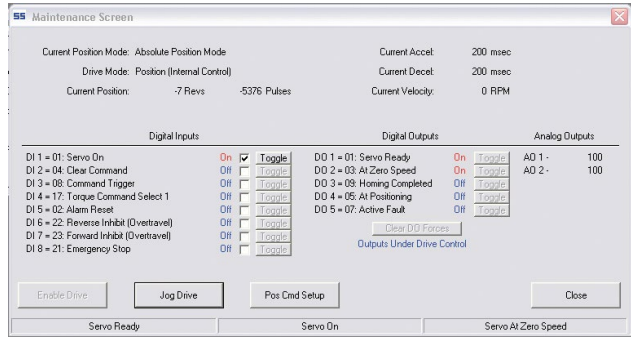 SS Maintenance Screen
Current Position Mode: Absolute Position Mode
Current Accel: 200 msec
Drive Mode: Position (Internal Control)
Current Decel: 200 msec
Current Position: -7 Revs -5376 Pulses
Current Velocity: 0 RPM
Digital Inputs
Digital Outputs
Analog Outputs
DI 1 = 01: Servo On On Toggle
DO 1 = 01: Servo Ready On Toggle
AO 1 - 100
DI 2 = 04: Clear Command Off Toggle
DO 2 = 03: At Zero Speed On Toggle
AO 2 - 100
DI 3 = 08: Command Trigger Off Toggle
DO 3 = 09: Homing Completed Off Toggle
DI 4 = 17: Torque Command Select 1 Off Toggle
DO 4 = 05: At Positioning Off Toggle
DI 5 = 02: Alarm Reset Off Toggle
DO 5 = 07: Active Fault Off Toggle
DI 6 = 22: Reverse Inhibit (Overtravel) Off Toggle
Clear DO Forces
DI 7 = 23: Forward Inhibit (Overtravel) Off Toggle
Outputs Under Drive Control
DI 8 = 21: Emergency Stop Off Toggle
Enable Drive
Jog Drive
Pos Cmd Setup
Close
Servo Ready
Servo On
Servo At Zero Speed